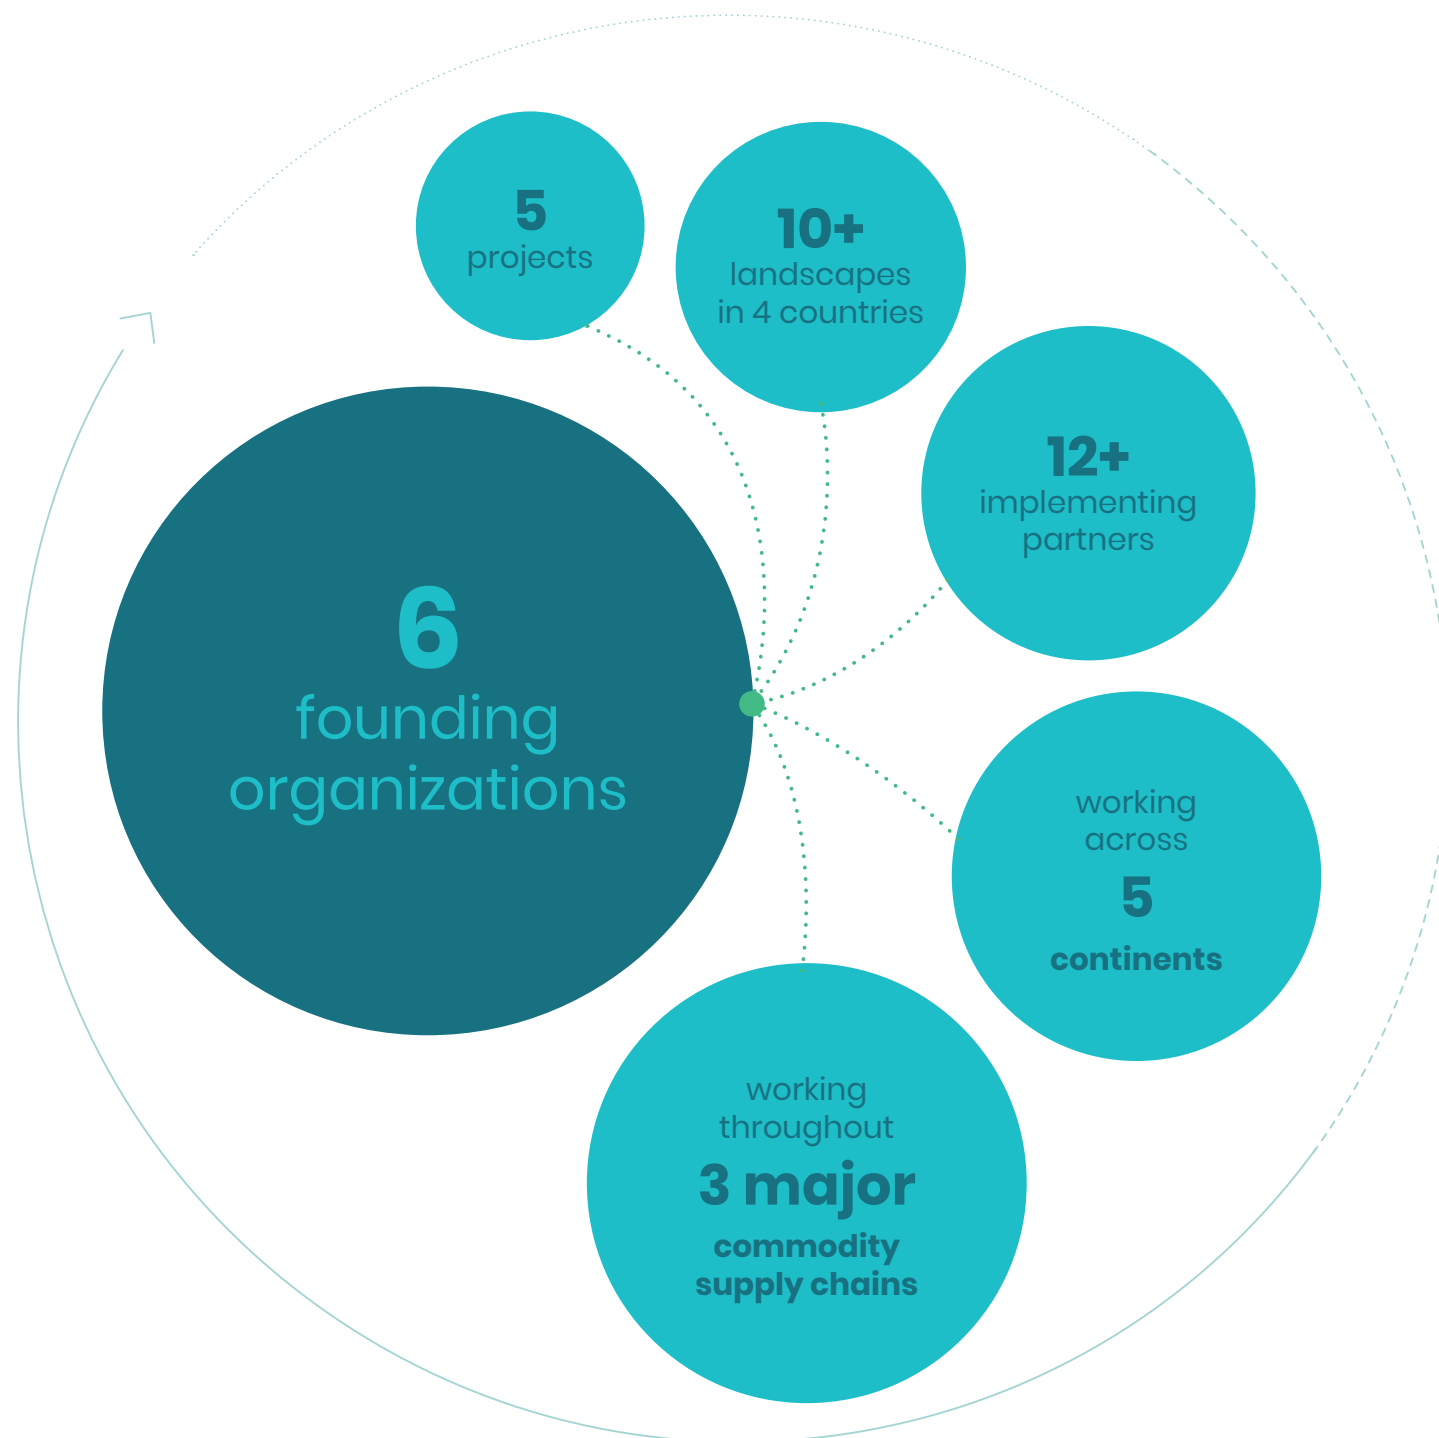 5
projects
10+
landscapes
in 4 countries
12+
implementing
partners
6
founding
organizations
working
across
5
continents
working
throughout
3 major
commodity
supply chains